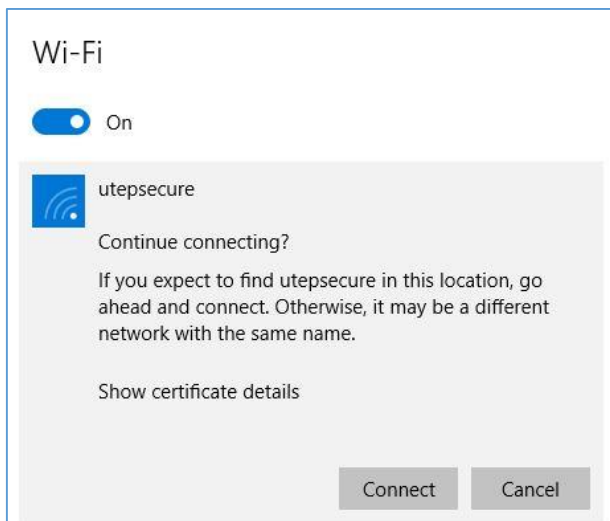 Wi-Fi
On
utepsecure
Continue connecting?
If you expect to find utepsecure in this location, go
ahead and connect. Otherwise, it may be a different
network with the same name.
Show certificate details
Connect Cancel